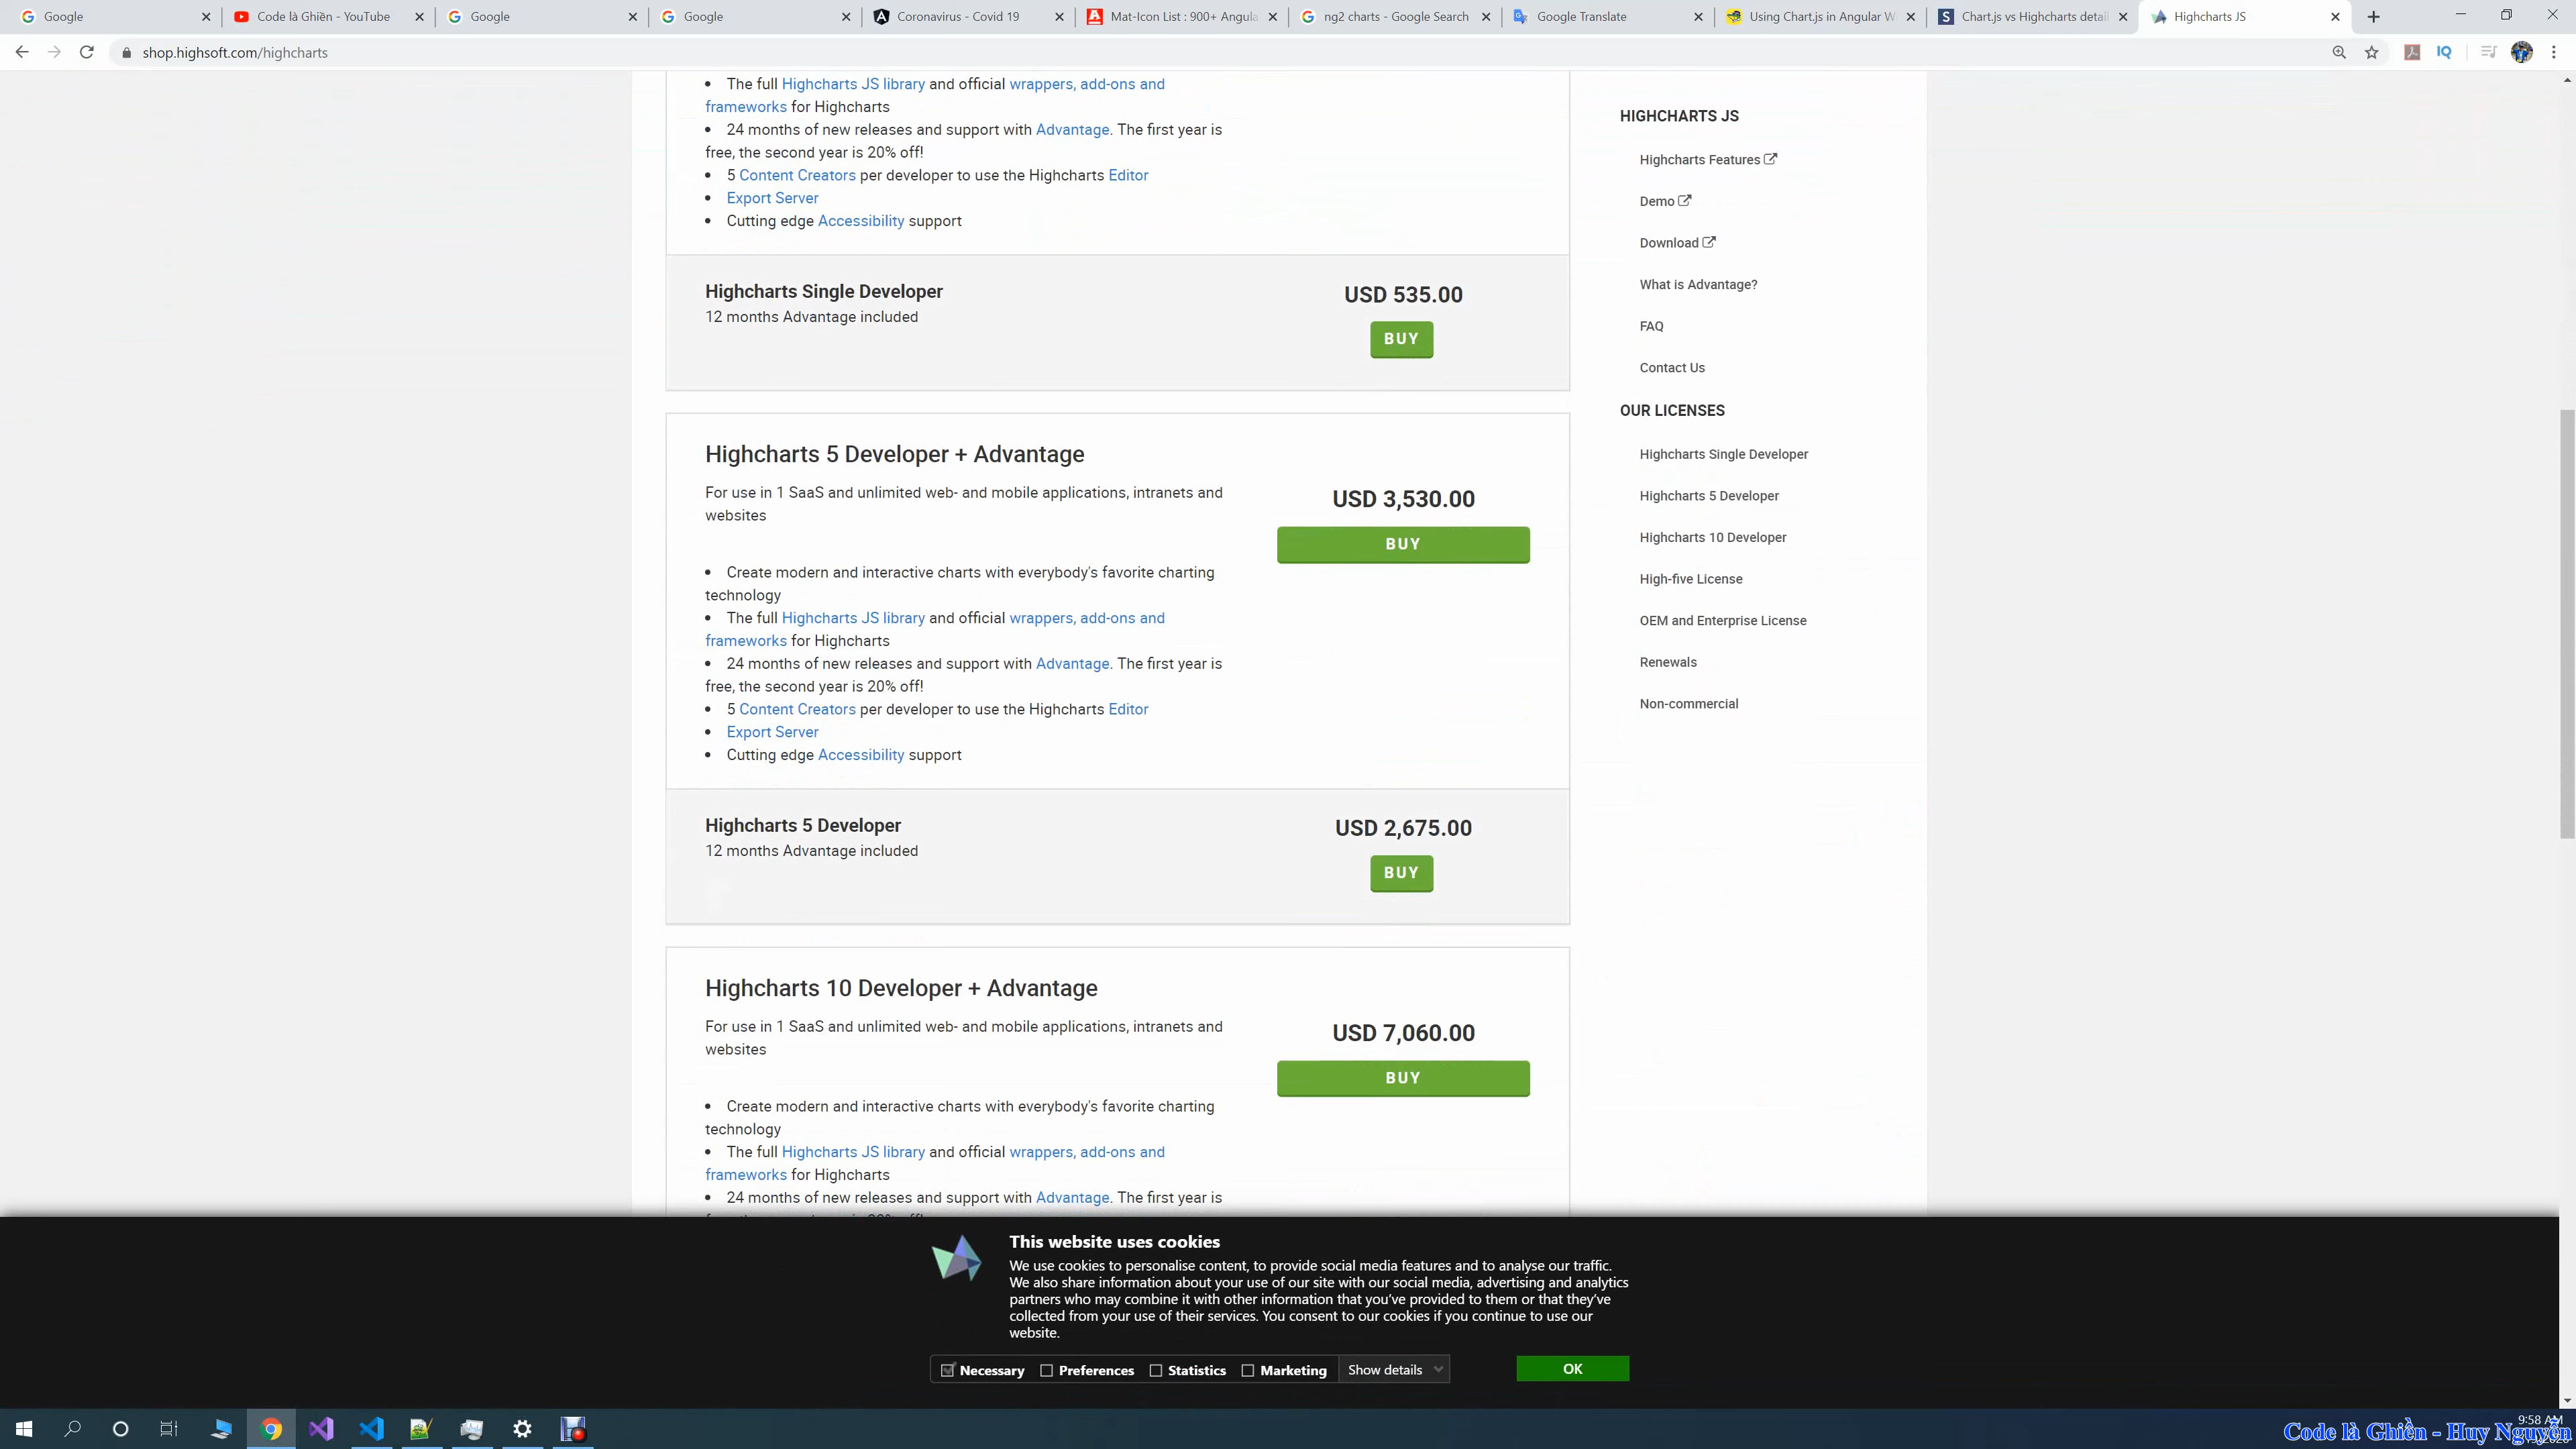 Google
Code là Ghiền - YouTube
Google
Google
Coronavirus - Covid 19
Mat-Icon List : 900+ Angula
ng2 charts - Google Search
Google Translate
Using Chart.js in Angular W
Chart.js vs Highcharts detail
Highcharts JS
shop.highsoft.com/highcharts
IQ
• The full Highcharts JS library and official wrappers, add-ons and
frameworks for Highcharts
• 24 months of new releases and support with Advantage. The first year is
free, the second year is 20% off!
• 5 Content Creators per developer to use the Highcharts Editor
• Export Server
• Cutting edge Accessibility support
Highcharts Single Developer
12 months Advantage included
USD 535.00
BUY
Highcharts 5 Developer + Advantage
For use in 1 SaaS and unlimited web- and mobile applications, intranets and
websites
USD 3,530.00
BUY
• Create modern and interactive charts with everybody's favorite charting
technology
• The full Highcharts JS library and official wrappers, add-ons and
frameworks for Highcharts
• 24 months of new releases and support with Advantage. The first year is
free, the second year is 20% off!
• 5 Content Creators per developer to use the Highcharts Editor
• Export Server
• Cutting edge Accessibility support
Highcharts 5 Developer
12 months Advantage included
USD 2,675.00
BUY
Highcharts 10 Developer + Advantage
For use in 1 SaaS and unlimited web- and mobile applications, intranets and
websites
USD 7,060.00
BUY
• Create modern and interactive charts with everybody's favorite charting
technology
• The full Highcharts JS library and official wrappers, add-ons and
frameworks for Highcharts
• 24 months of new releases and support with Advantage. The first year is
HIGHCHARTS JS
Highcharts Features
Demo
Download
What is Advantage?
FAQ
Contact Us
OUR LICENSES
Highcharts Single Developer
Highcharts 5 Developer
Highcharts 10 Developer
High-five License
OEM and Enterprise License
Renewals
Non-commercial
This website uses cookies
We use cookies to personalise content, to provide social media features and to analyse our traffic.
We also share information about your use of our site with our social media, advertising and analytics
partners who may combine it with other information that you've provided to them or that they've
collected from your use of their services. You consent to our cookies if you continue to use our
website.
Necessary Preferences Statistics Marketing Show details
OK
9:58 AM
Code là Ghiền - Huy Nguyễn